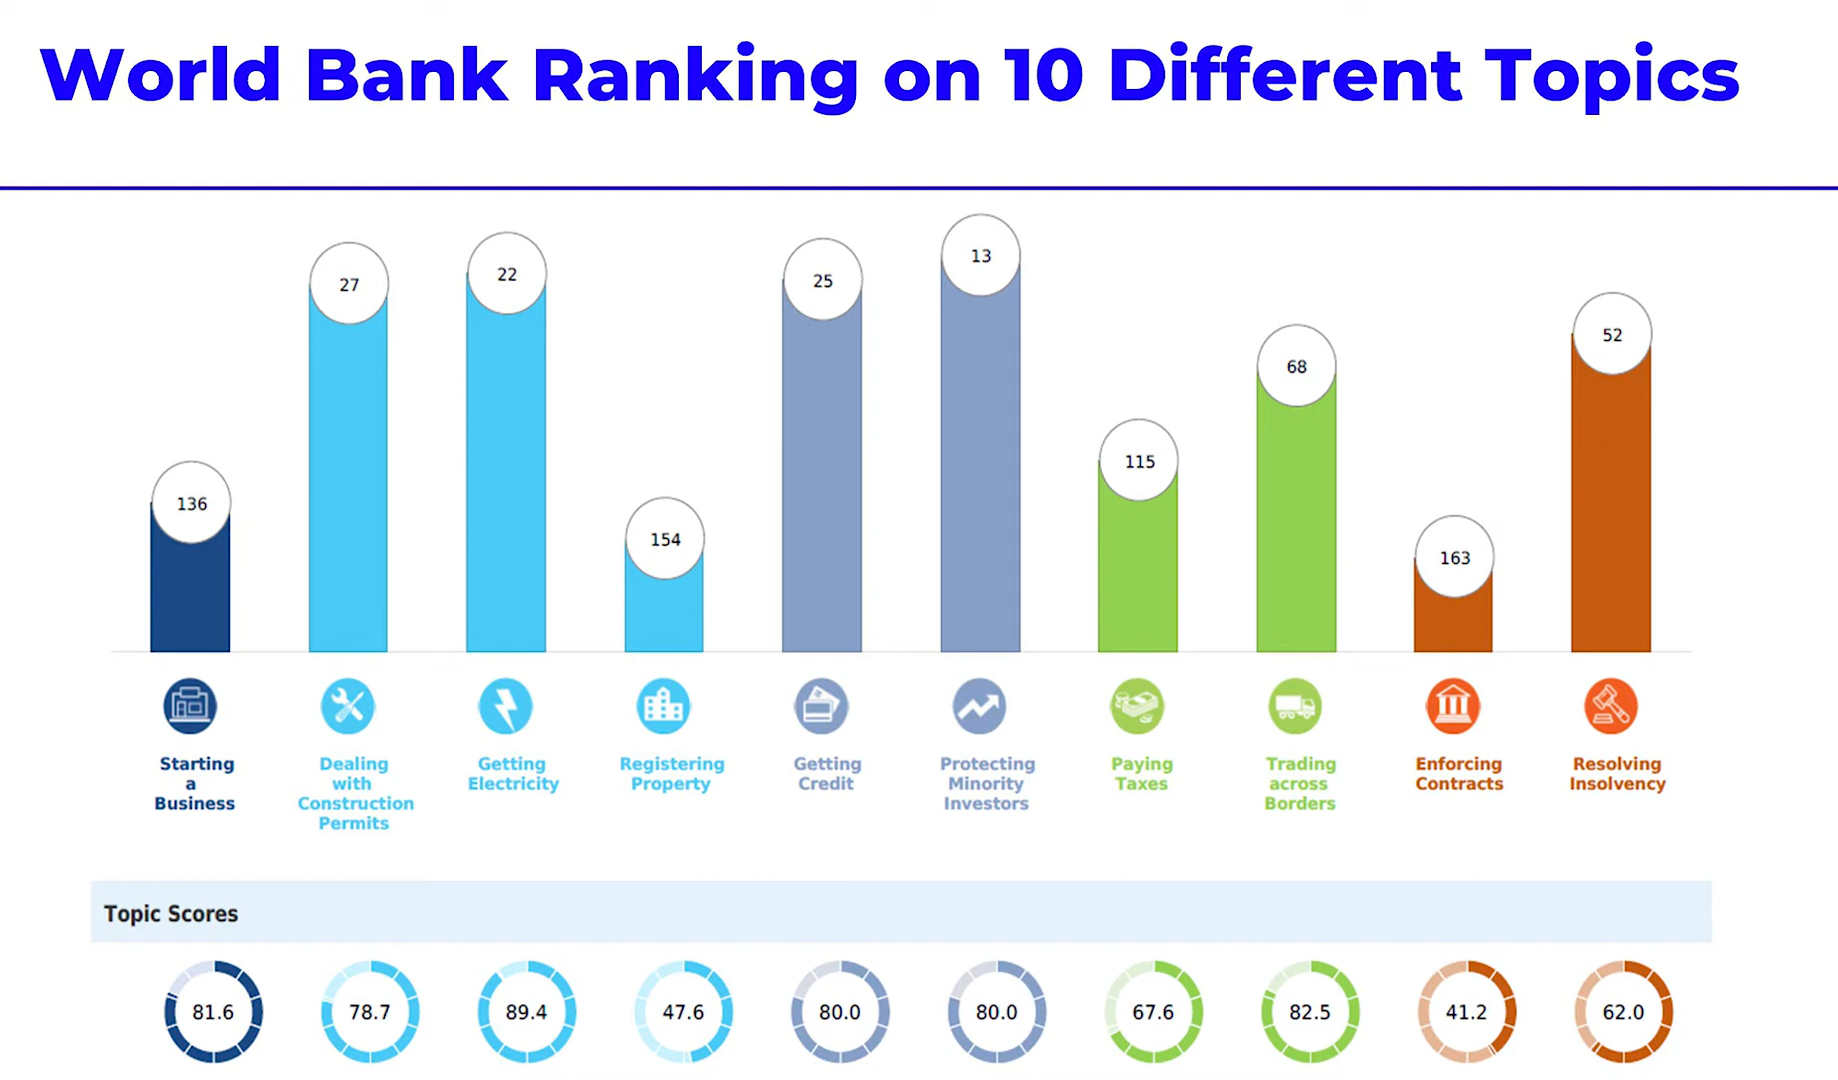 World Bank Ranking on 10 Different Topics
136
27
22
154
25
13
115
68
163
52
Starting
a
Business
Dealing
with
Construction
Permits
Getting
Electricity
Registering
Property
Getting
Credit
Protecting
Minority
Investors
Paying
Taxes
Trading
across
Borders
Enforcing
Contracts
Resolving
Insolvency
Topic Scores
81.6
78.7
89.4
47.6
80.0
80.0
67.6
82.5
41.2
62.0